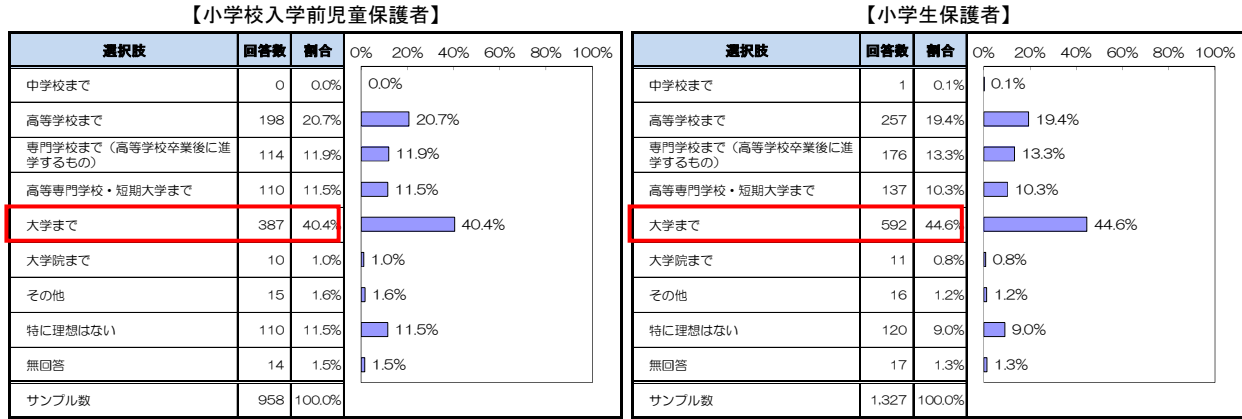 【小学校入学前児童保護者】
選択肢 回答数 割合 0% 20% 40% 60% 80% 100%
中学校まで 0 0.0% 0.0%
高等学校まで 198 20.7% 20.7%
専門学校まで（高等学校卒業後に進
学するもの） 114 11.9% 11.9%
高等専門学校・短期大学まで 110 11.5% 11.5%
大学まで 387 40.4% 40.4%
大学院まで 10 1.0% 1.0%
その他 15 1.6% 1.6%
特に理想はない 110 11.5% 11.5%
無回答 14 1.5% 1.5%
サンプル数 958 100.0%
【小学生保護者】
選択肢 回答数 割合 0% 20% 40% 60% 80% 100%
中学校まで 1 0.1% 0.1%
高等学校まで 257 19.4% 19.4%
専門学校まで（高等学校卒業後に進
学するもの） 176 13.3% 13.3%
高等専門学校・短期大学まで 137 10.3% 10.3%
大学まで 592 44.6% 44.6%
大学院まで 11 0.8% 0.8%
その他 16 1.2% 1.2%
特に理想はない 120 9.0% 9.0%
無回答 17 1.3% 1.3%
サンプル数 1,327 100.0%